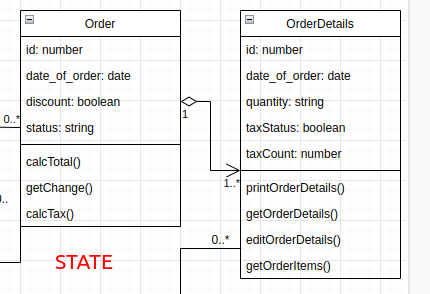 Order
id: number
date_of_order: date
discount: boolean
status: string
calcTotal()
getChange()
calcTax()
0..*
0..
STATE
1
1..*
0..*
OrderDetails
id: number
date_of_order: date
quantity: string
taxStatus: boolean
taxCount: number
printOrderDetails()
getOrderDetails()
editOrderDetails()
getOrderItems()